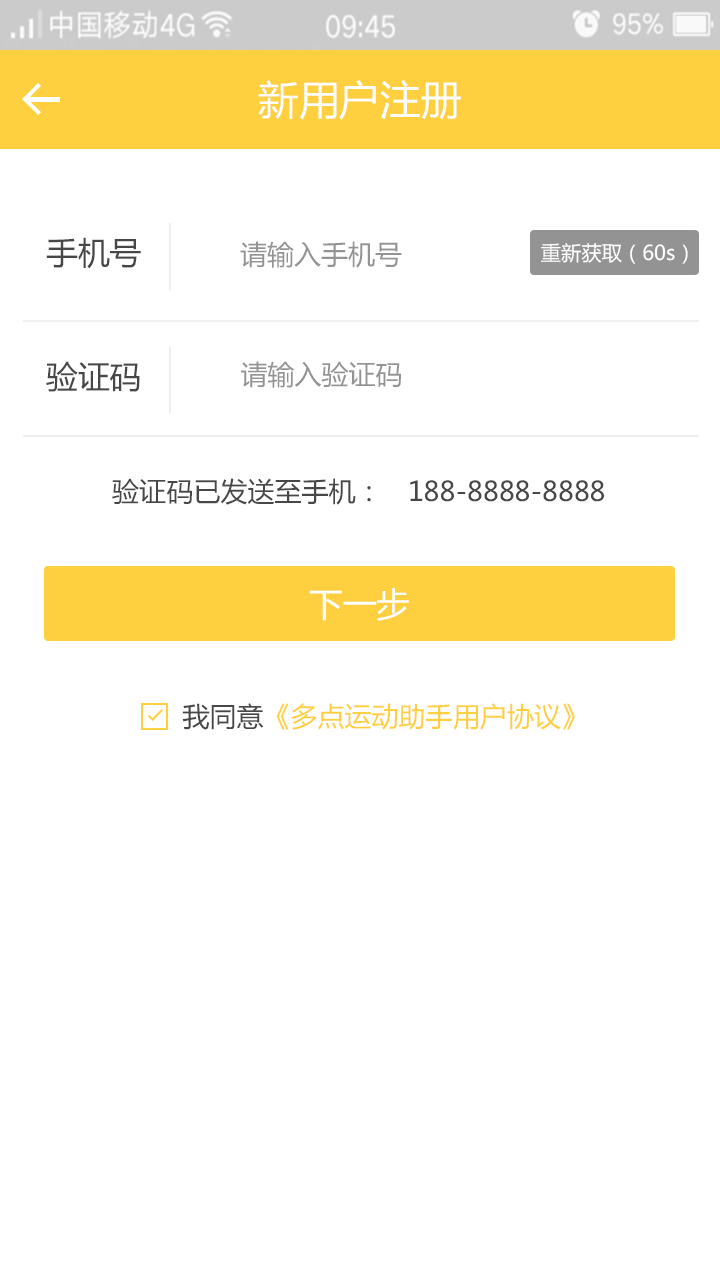 中国移动4G 09:45 95%
新用户注册
手机号 请输入手机号 重新获取（60s）
验证码 请输入验证码
验证码已发送至手机： 188-8888-8888
下一步
我同意《多点运动助手用户协议》